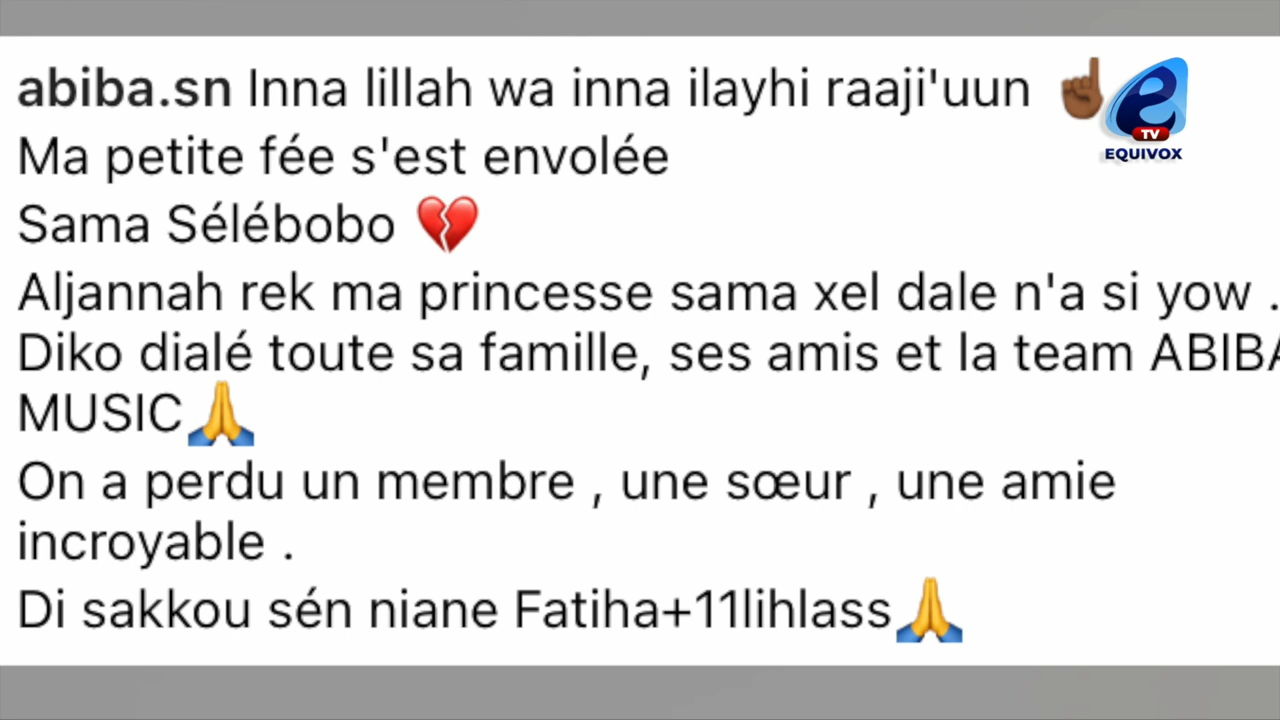 abiba.sn Inna lillah wa inna ilayhi raaji'uun ☝🏾
Ma petite fée s'est envolée
Sama Sélébobo 💔
Aljannah rek ma princesse sama xel dale n'a si yow .
Diko dialé toute sa famille, ses amis et la team ABIBA
MUSIC🙏
On a perdu un membre , une sœur , une amie
incroyable .
Di sakkou sén niane Fatiha+11lihlass🙏
e
TV
EQUIVOX